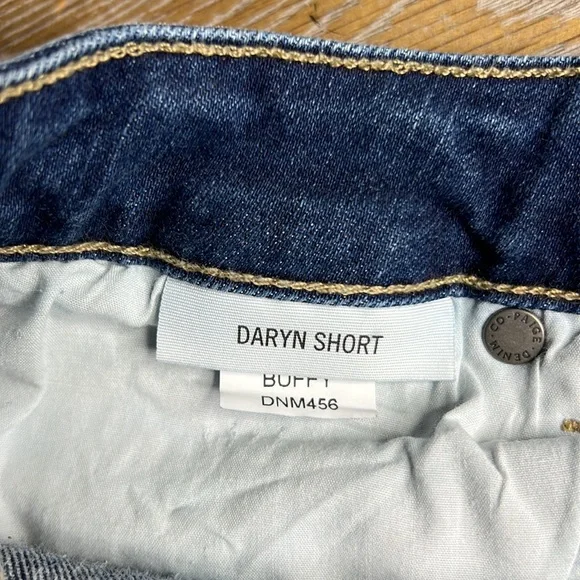 DARYN SHORT
CO·PAIGE·DENIM
BUFFY
DNM456